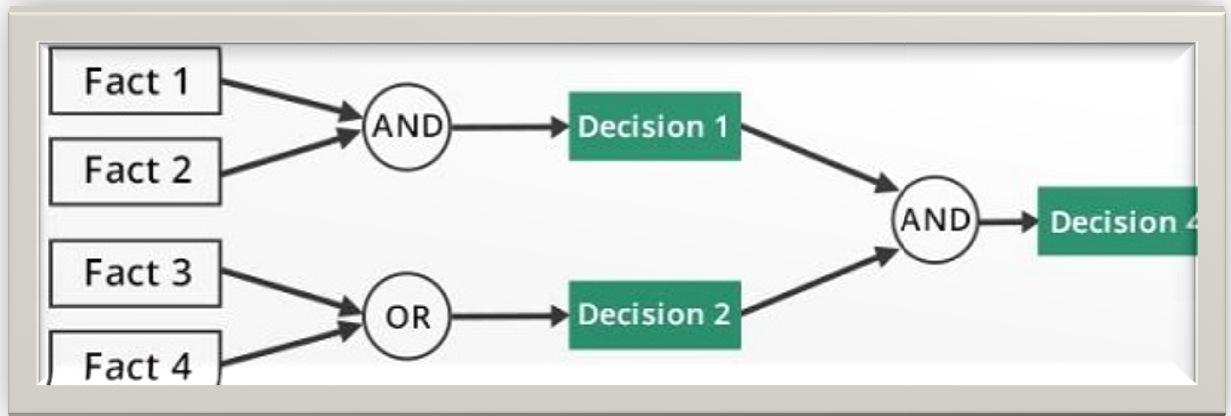 Fact 1
Fact 2
Fact 3
Fact 4
AND
OR
Decision 1
Decision 2
AND
Decision 4